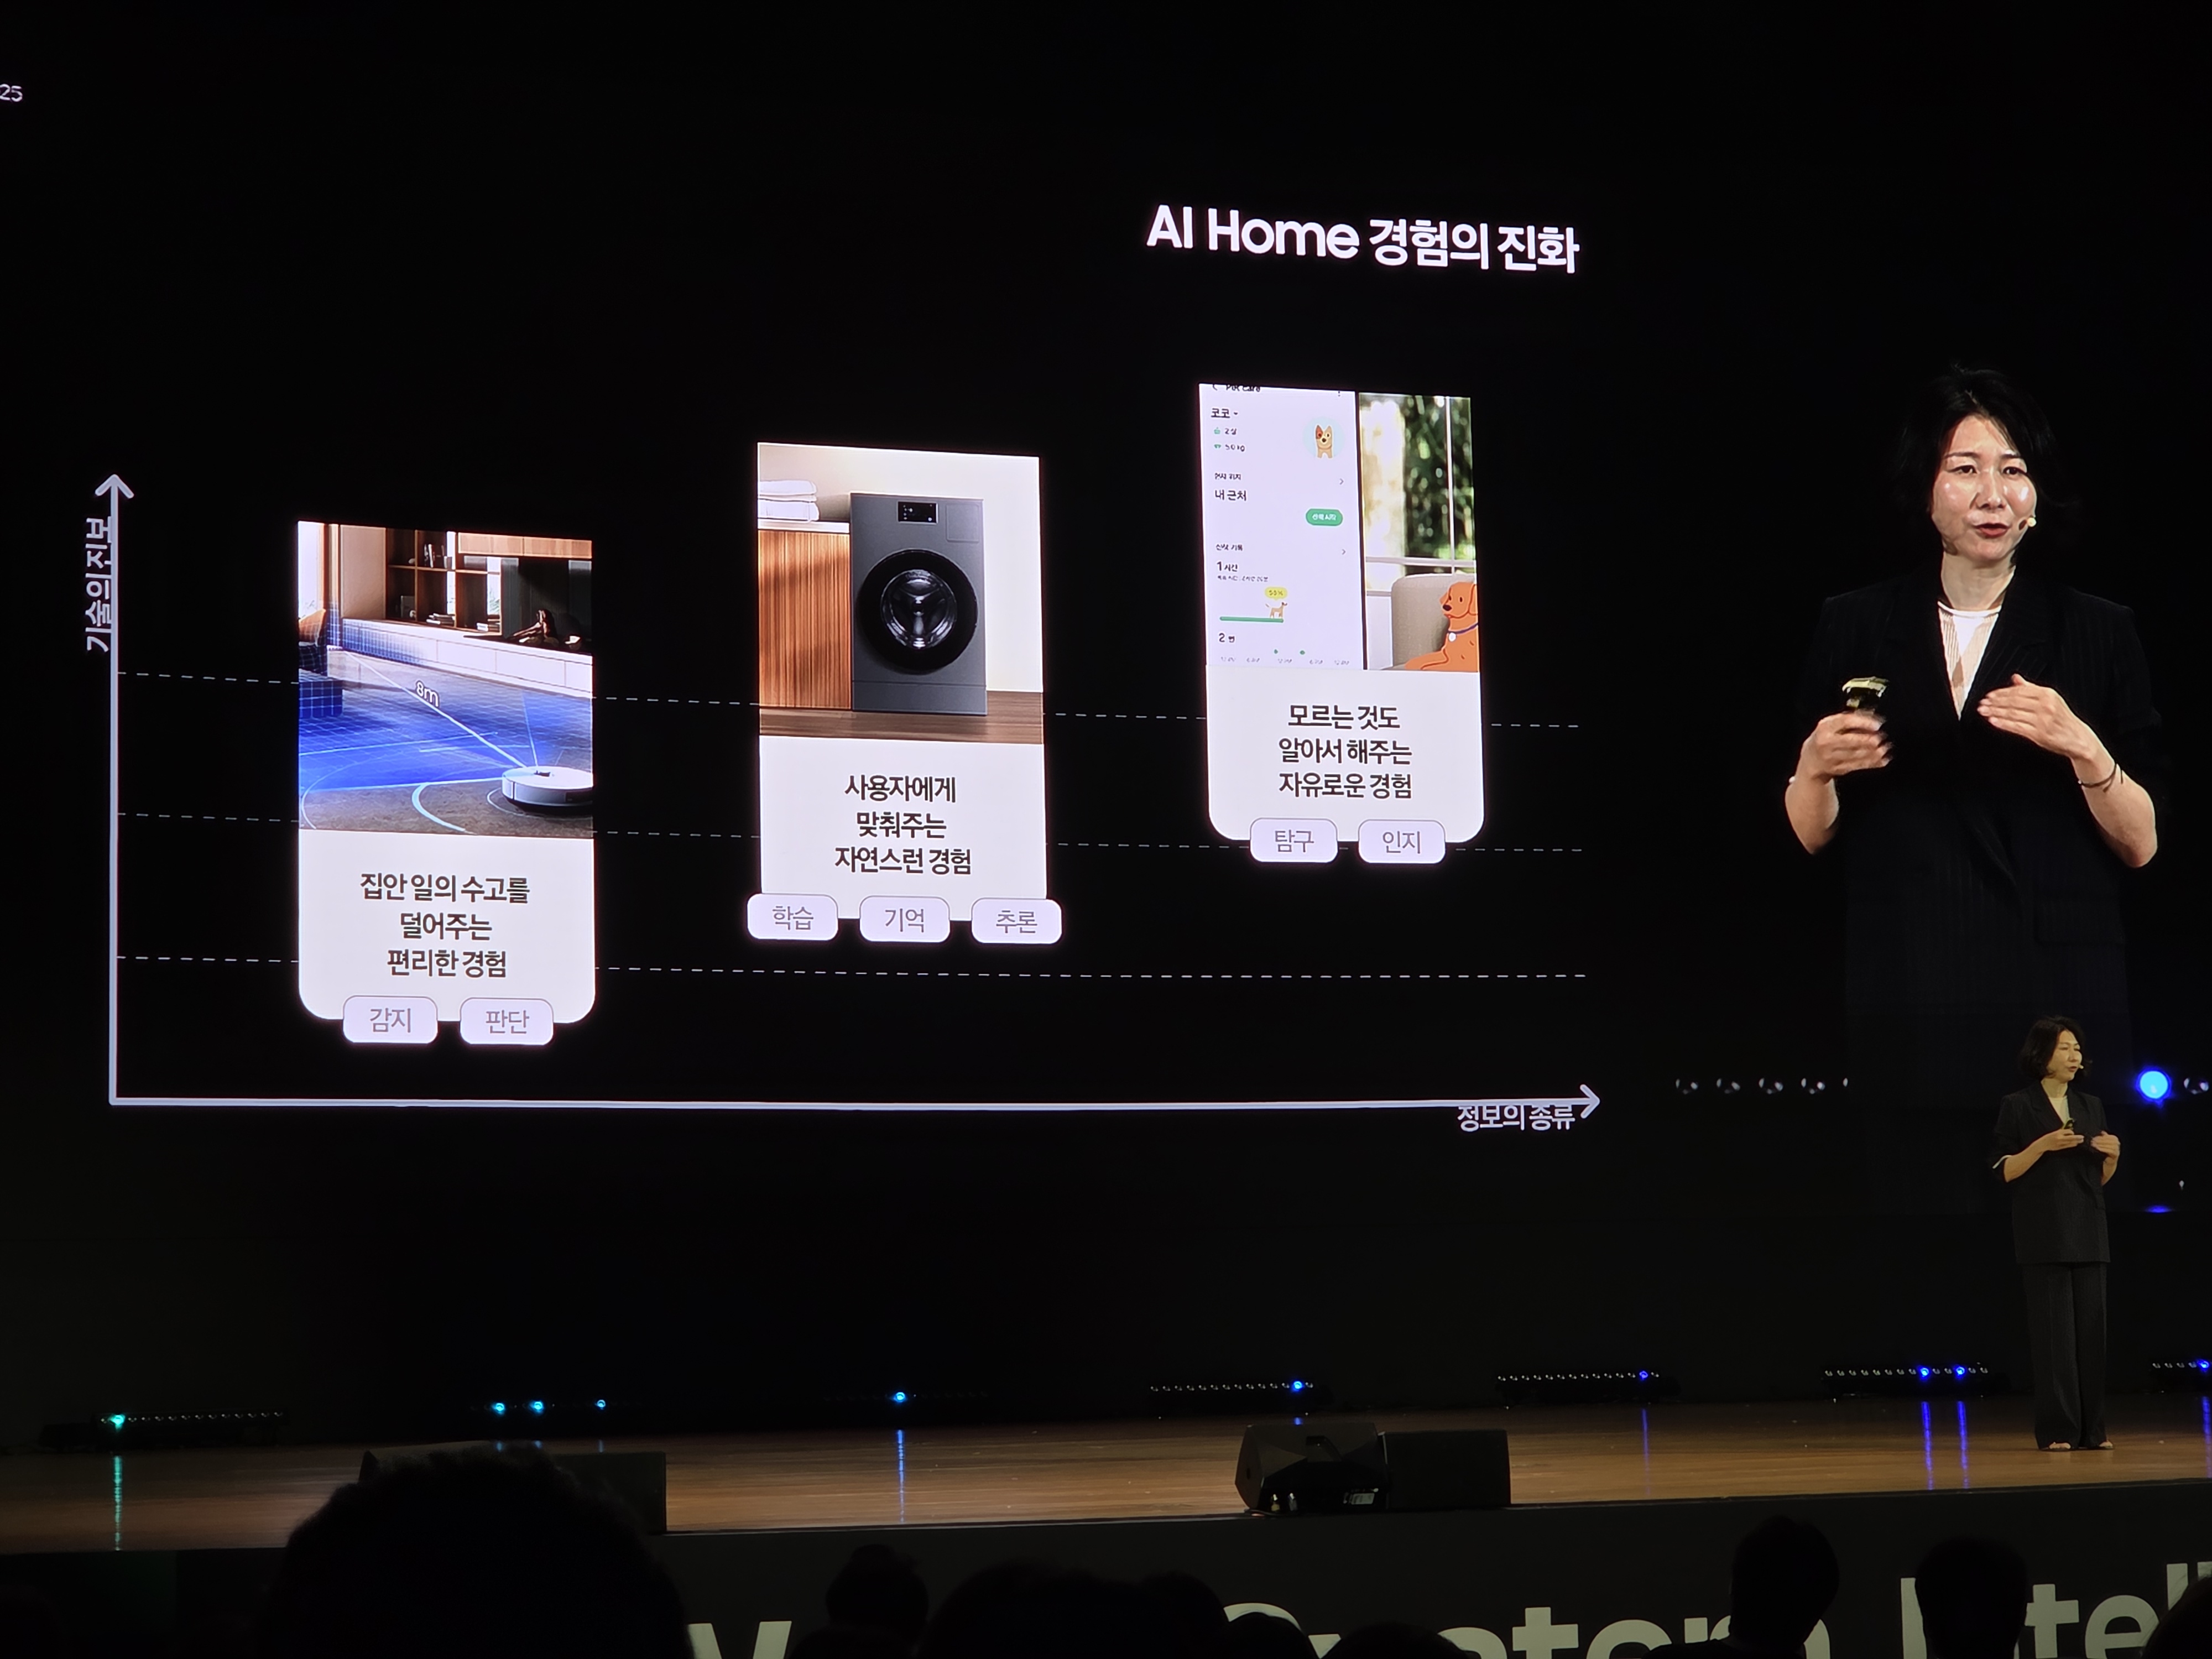 25
AI Home 경험의 진화
기술의 진보
8m
집안 일의 수고를
덜어주는
편리한 경험
감지 판단
사용자에게
맞춰주는
자연스런 경험
학습 기억 추론
코코
2살
내 근처
1시간
50%
2번
모르는 것도
알아서 해주는
자유로운 경험
탐구 인지
정보의 종류